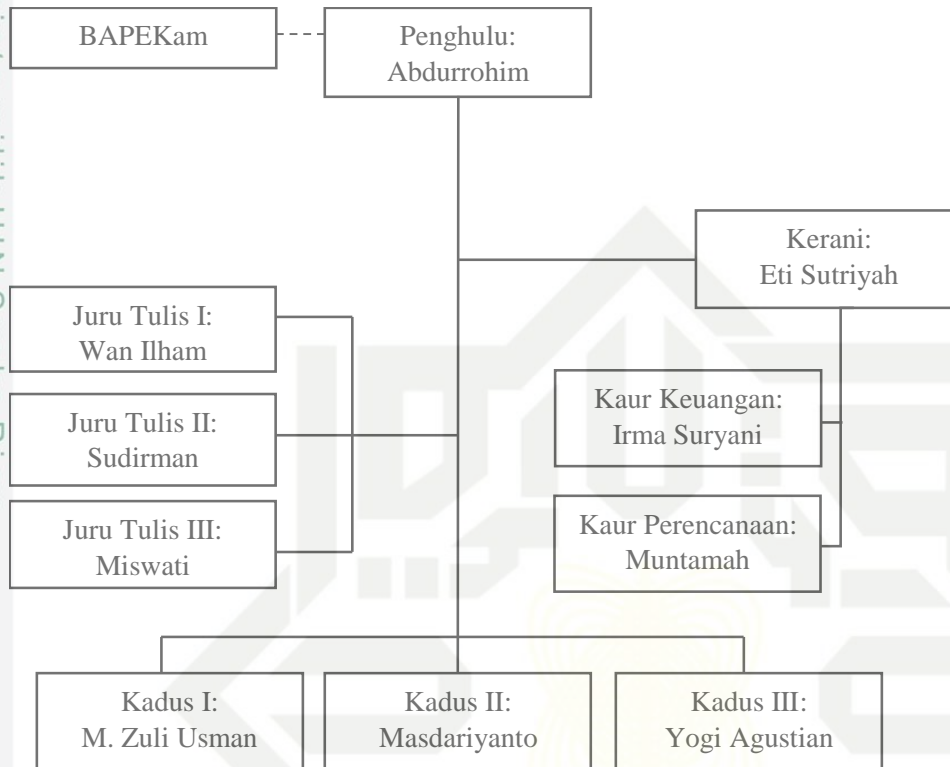 BAPEKam
Penghulu:
Abdurrohim
Kerani:
Eti Sutriyah
Juru Tulis I:
Wan Ilham
Juru Tulis II:
Sudirman
Juru Tulis III:
Miswati
Kaur Keuangan:
Irma Suryani
Kaur Perencanaan:
Muntamah
Kadus I:
M. Zuli Usman
Kadus II:
Masdariyanto
Kadus III:
Yogi Agustian